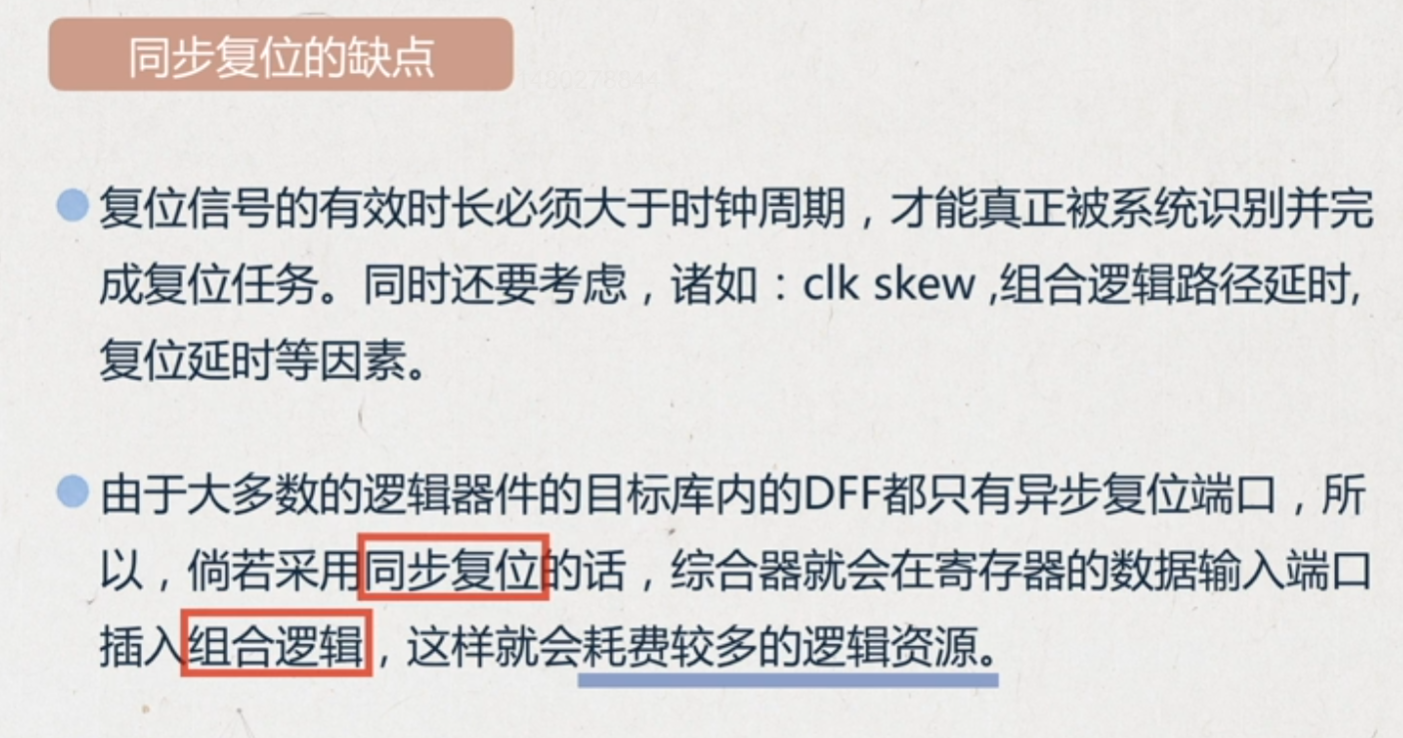 同步复位的缺点
复位信号的有效时长必须大于时钟周期，才能真正被系统识别并完
成复位任务。同时还要考虑，诸如：clk skew ,组合逻辑路径延时,
复位延时等因素。
由于大多数的逻辑器件的目标库内的DFF都只有异步复位端口，所
以，倘若采用同步复位的话，综合器就会在寄存器的数据输入端口
插入组合逻辑，这样就会耗费较多的逻辑资源。